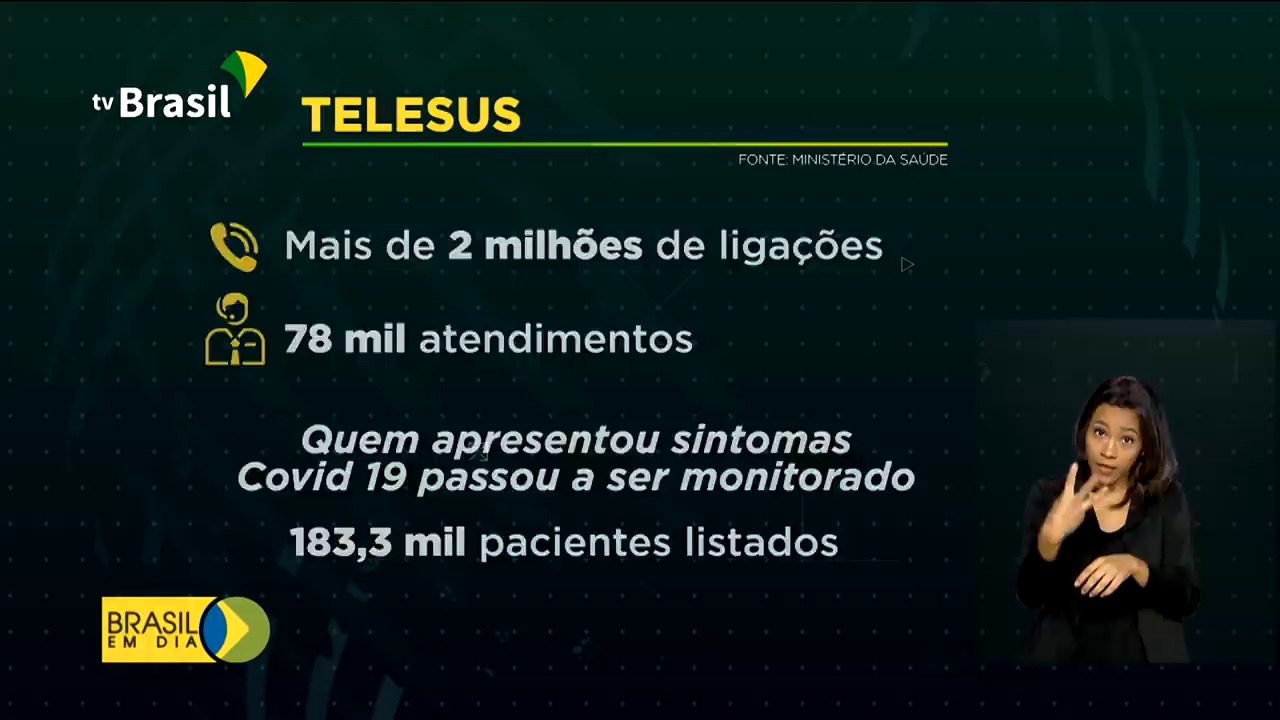 tv Brasil
TELESUS
FONTE: MINISTÉRIO DA SAÚDE
Mais de 2 milhões de ligações
78 mil atendimentos
Quem apresentou sintomas
Covid 19 passou a ser monitorado
183,3 mil pacientes listados
BRASIL
EM DIA